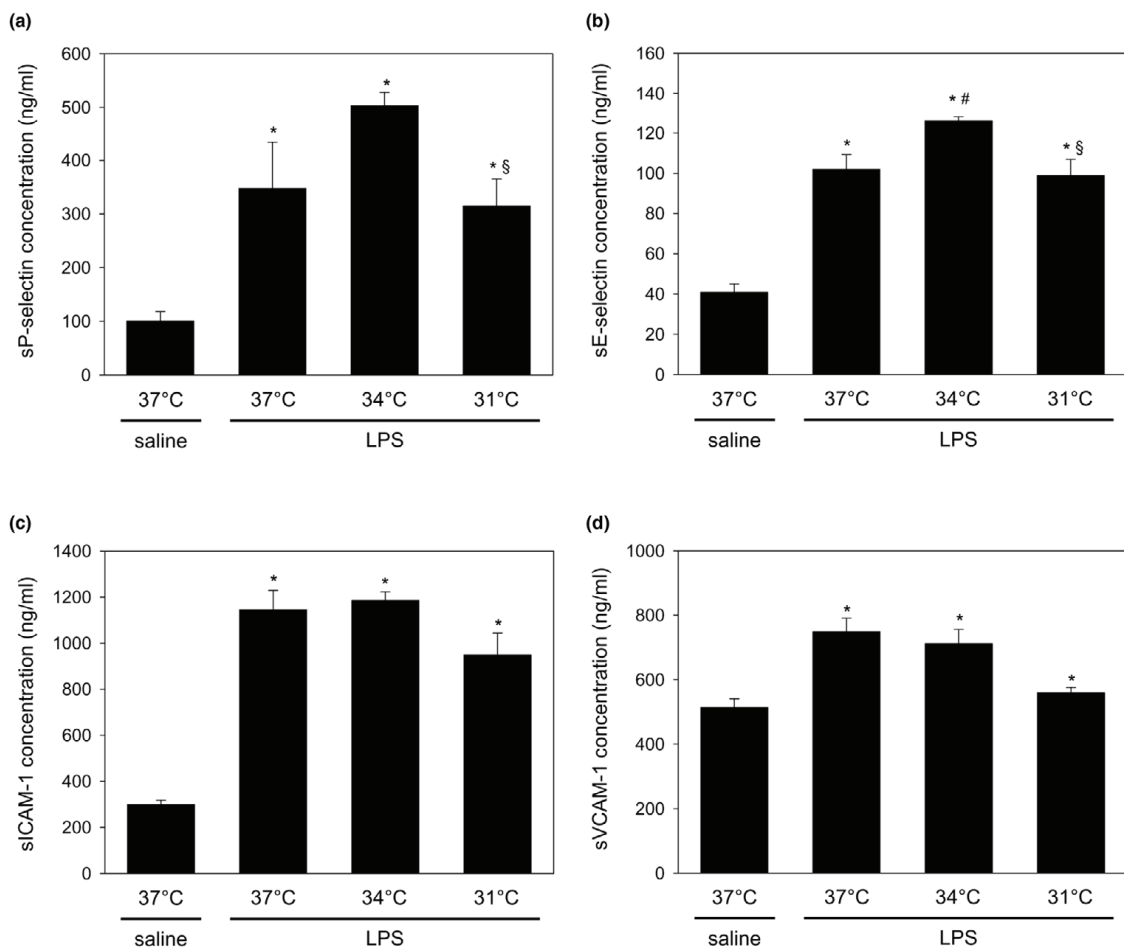 (a)
sP-selectin concentration (ng/ml)
600
500
400
300
200
100
0
*
*
* §
37°C 37°C 34°C 31°C
saline LPS
(b)
sE-selectin concentration (ng/ml)
160
140
120
100
80
60
40
20
0
*
* #
* §
37°C 37°C 34°C 31°C
saline LPS
(c)
sICAM-1 concentration (ng/ml)
1400
1200
1000
800
600
400
200
0
*
*
*
37°C 37°C 34°C 31°C
saline LPS
(d)
sVCAM-1 concentration (ng/ml)
1000
800
600
400
200
0
*
*
*
37°C 37°C 34°C 31°C
saline LPS